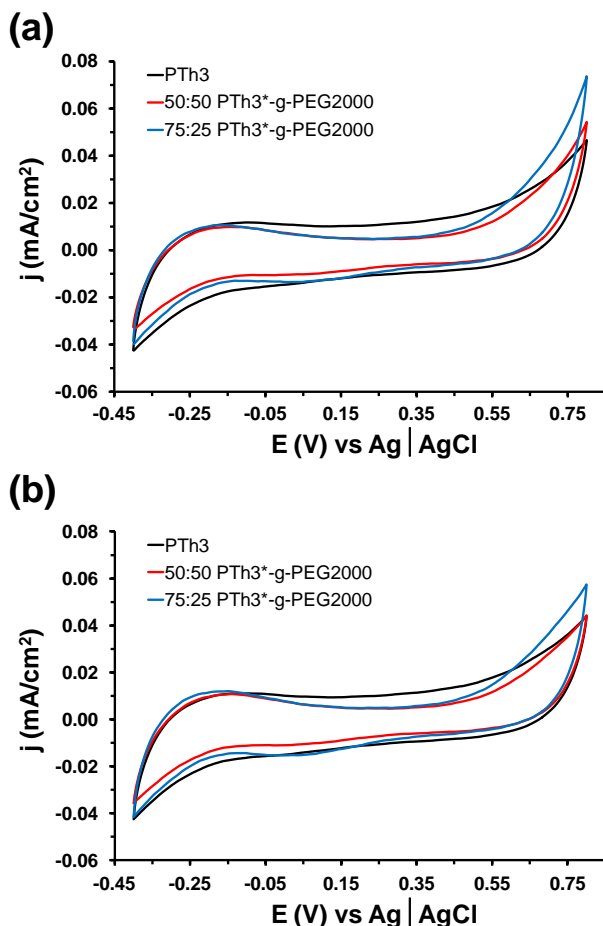 (a)
0.08
0.06
0.04
0.02
0.00
-0.02
-0.04
-0.06
j (mA/cm²)
PTh3
50:50 PTh3*-g-PEG2000
75:25 PTh3*-g-PEG2000
-0.45 -0.25 -0.05 0.15 0.35 0.55 0.75
E (V) vs Ag|AgCl
(b)
0.08
0.06
0.04
0.02
0.00
-0.02
-0.04
-0.06
j (mA/cm²)
PTh3
50:50 PTh3*-g-PEG2000
75:25 PTh3*-g-PEG2000
-0.45 -0.25 -0.05 0.15 0.35 0.55 0.75
E (V) vs Ag|AgCl